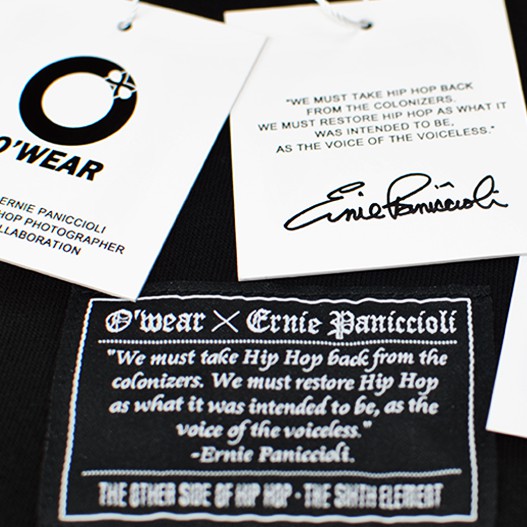 O'WEAR
ERNIE PANICCIOLI
HOP PHOTOGRAPHER
LLABORATION
"WE MUST TAKE HIP HOP BACK
FROM THE COLONIZERS.
WE MUST RESTORE HIP HOP AS WHAT IT
WAS INTENDED TO BE,
AS THE VOICE OF THE VOICELESS."
Ernie Paniccioli
O'wear X Ernie Paniccioli
"We must take Hip Hop back from the
colonizers. We must restore Hip Hop
as what it was intended to be, as the
voice of the voiceless."
-Ernie Paniccioli.
THE OTHER SIDE OF HIP HOP · THE SIXTH ELEMENT